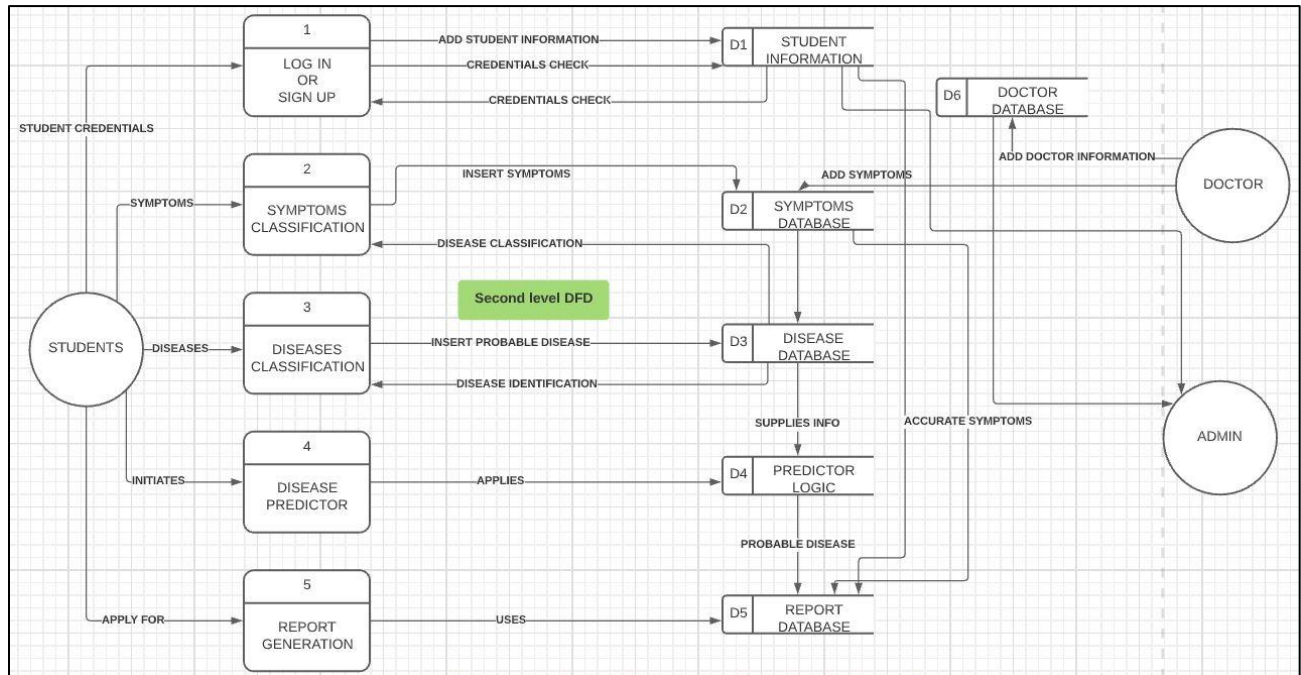 1
LOG IN
OR
SIGN UP
ADD STUDENT INFORMATION
CREDENTIALS CHECK
CREDENTIALS CHECK
D1
STUDENT
INFORMATION
D6
DOCTOR
DATABASE
STUDENT CREDENTIALS
ADD DOCTOR INFORMATION
DOCTOR
2
SYMPTOMS
CLASSIFICATION
SYMPTOMS
INSERT SYMPTOMS
ADD SYMPTOMS
D2
SYMPTOMS
DATABASE
DISEASE CLASSIFICATION
Second level DFD
STUDENTS
DISEASES
3
DISEASES
CLASSIFICATION
INSERT PROBABLE DISEASE
D3
DISEASE
DATABASE
DISEASE IDENTIFICATION
SUPPLIES INFO
ACCURATE SYMPTOMS
ADMIN
INITIATES
4
DISEASE
PREDICTOR
APPLIES
D4
PREDICTOR
LOGIC
PROBABLE DISEASE
APPLY FOR
5
REPORT
GENERATION
USES
D5
REPORT
DATABASE